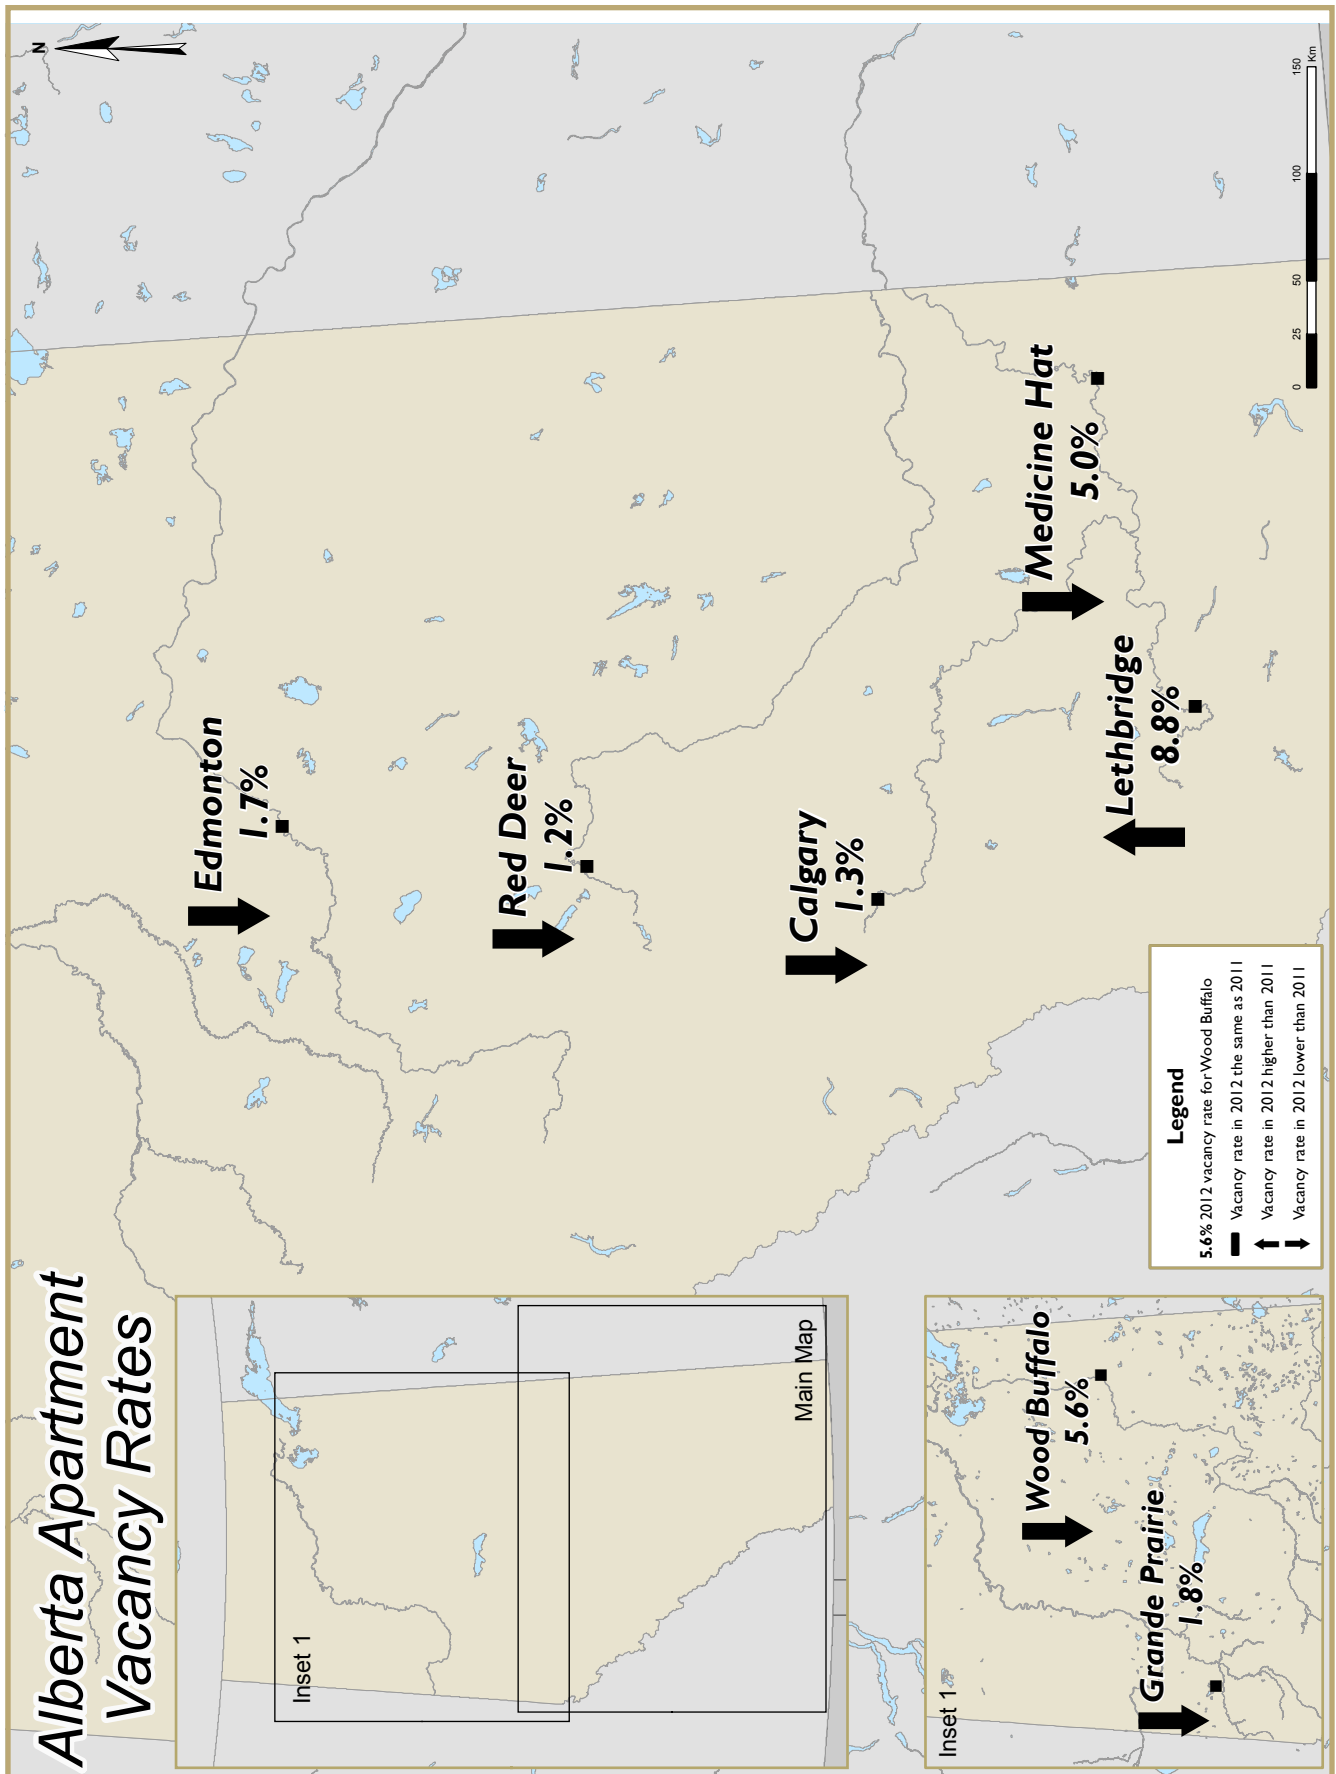 Alberta Apartment
Vacancy Rates
N
Edmonton
1.7%
Red Deer
1.2%
Calgary
1.3%
Medicine Hat
5.0%
Lethbridge
8.8%
Inset 1
Main Map
Inset 1
Wood Buffalo
5.6%
Grande Prairie
1.8%
Legend
5.6% 2012 vacancy rate for Wood Buffalo
Vacancy rate in 2012 the same as 2011
Vacancy rate in 2012 higher than 2011
Vacancy rate in 2012 lower than 2011
0 25 50 100 150
Km